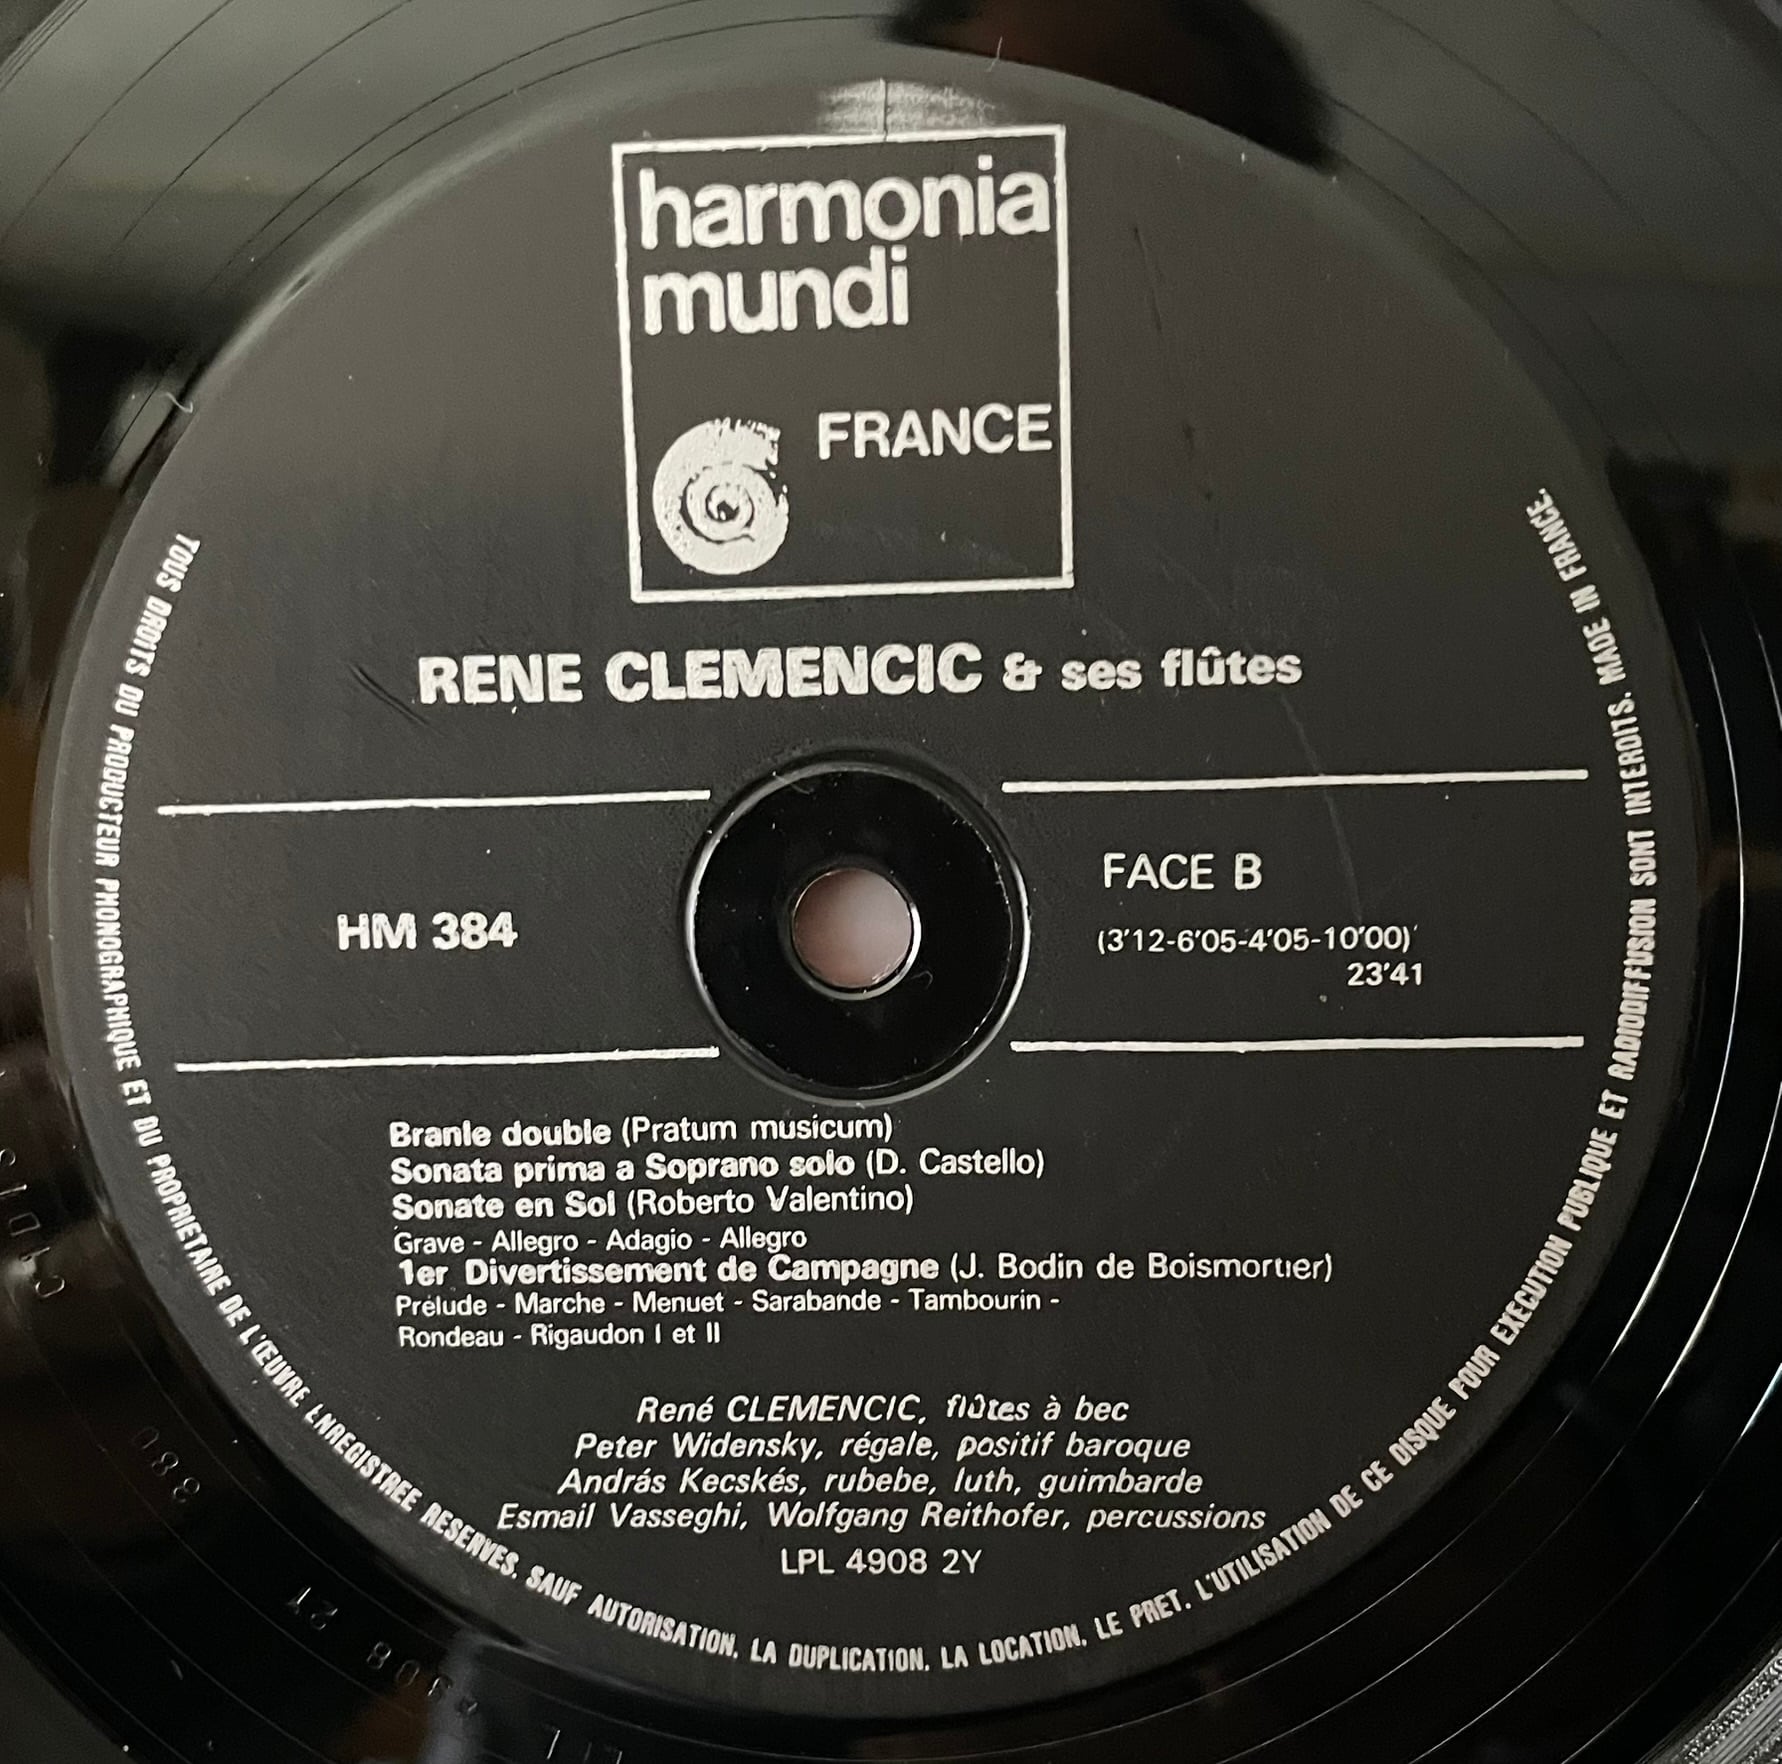 harmonia
mundi
FRANCE
RENE CLEMENCIC & ses flûtes
HM 384
FACE B
(3'12-6'05-4'05-10'00)
23'41
Branle double (Pratum musicum)
Sonata prima a Soprano solo (D. Castello)
Sonate en Sol (Roberto Valentino)
Grave - Allegro - Adagio - Allegro
1er Divertissement de Campagne (J. Bodin de Boismortier)
Prélude - Marche - Menuet - Sarabande - Tambourin -
Rondeau - Rigaudon I et II
René CLEMENCIC, flûtes à bec
Peter Widensky, régale, positif baroque
András Kecskés, rubebe, luth, guimbarde
Esmail Vasseghi, Wolfgang Reithofer, percussions
LPL 4908 2Y
TOUS DROITS DU PRODUCTEUR PHONOGRAPHIQUE ET DU PROPRIETAIRE DE L'ŒUVRE ENREGISTREE RESERVES. SAUF AUTORISATION, LA DUPLICATION, LA LOCATION, LE PRET, L'UTILISATION DE CE DISQUE POUR EXECUTION PUBLIQUE ET RADIODIFFUSION SONT INTERDITS. MADE IN FRANCE.